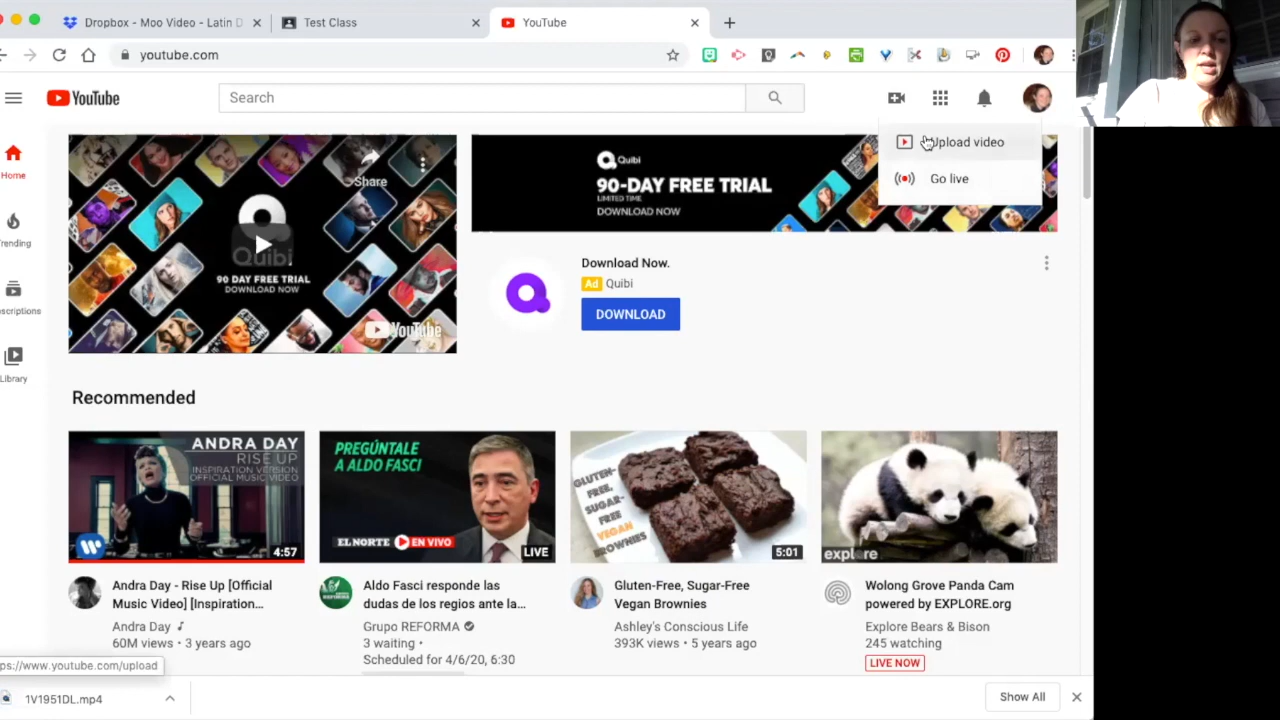 Dropbox - Moo Video - Latin D
Test Class
YouTube
youtube.com
YouTube
Search
Upload video
Go live
Home
Trending
Library
Share
Quibi
90 DAY FREE TRIAL
DOWNLOAD NOW
YouTube
Quibi
90-DAY FREE TRIAL
LIMITED TIME
DOWNLOAD NOW
Download Now.
Ad Quibi
DOWNLOAD
Recommended
ANDRA DAY
RISE UP
INSPIRATION VERSION
OFFICIAL MUSIC VIDEO
4:57
PREGÚNTALE
A ALDO FASCI
EL NORTE EN VIVO
LIVE
GLUTEN-FREE,
SUGAR-
FREE
VEGAN
BROWNIES
5:01
explore
Andra Day - Rise Up [Official
Music Video] [Inspiration...
Andra Day
60M views • 3 years ago
Aldo Fasci responde las
dudas de los regios ante la...
Grupo REFORMA
3 waiting •
Scheduled for 4/6/20, 6:30
Gluten-Free, Sugar-Free
Vegan Brownies
Ashley's Conscious Life
393K views • 5 years ago
Wolong Grove Panda Cam
powered by EXPLORE.org
Explore Bears & Bison
245 watching
LIVE NOW
ps://www.youtube.com/upload
1V1951DL.mp4
Show All